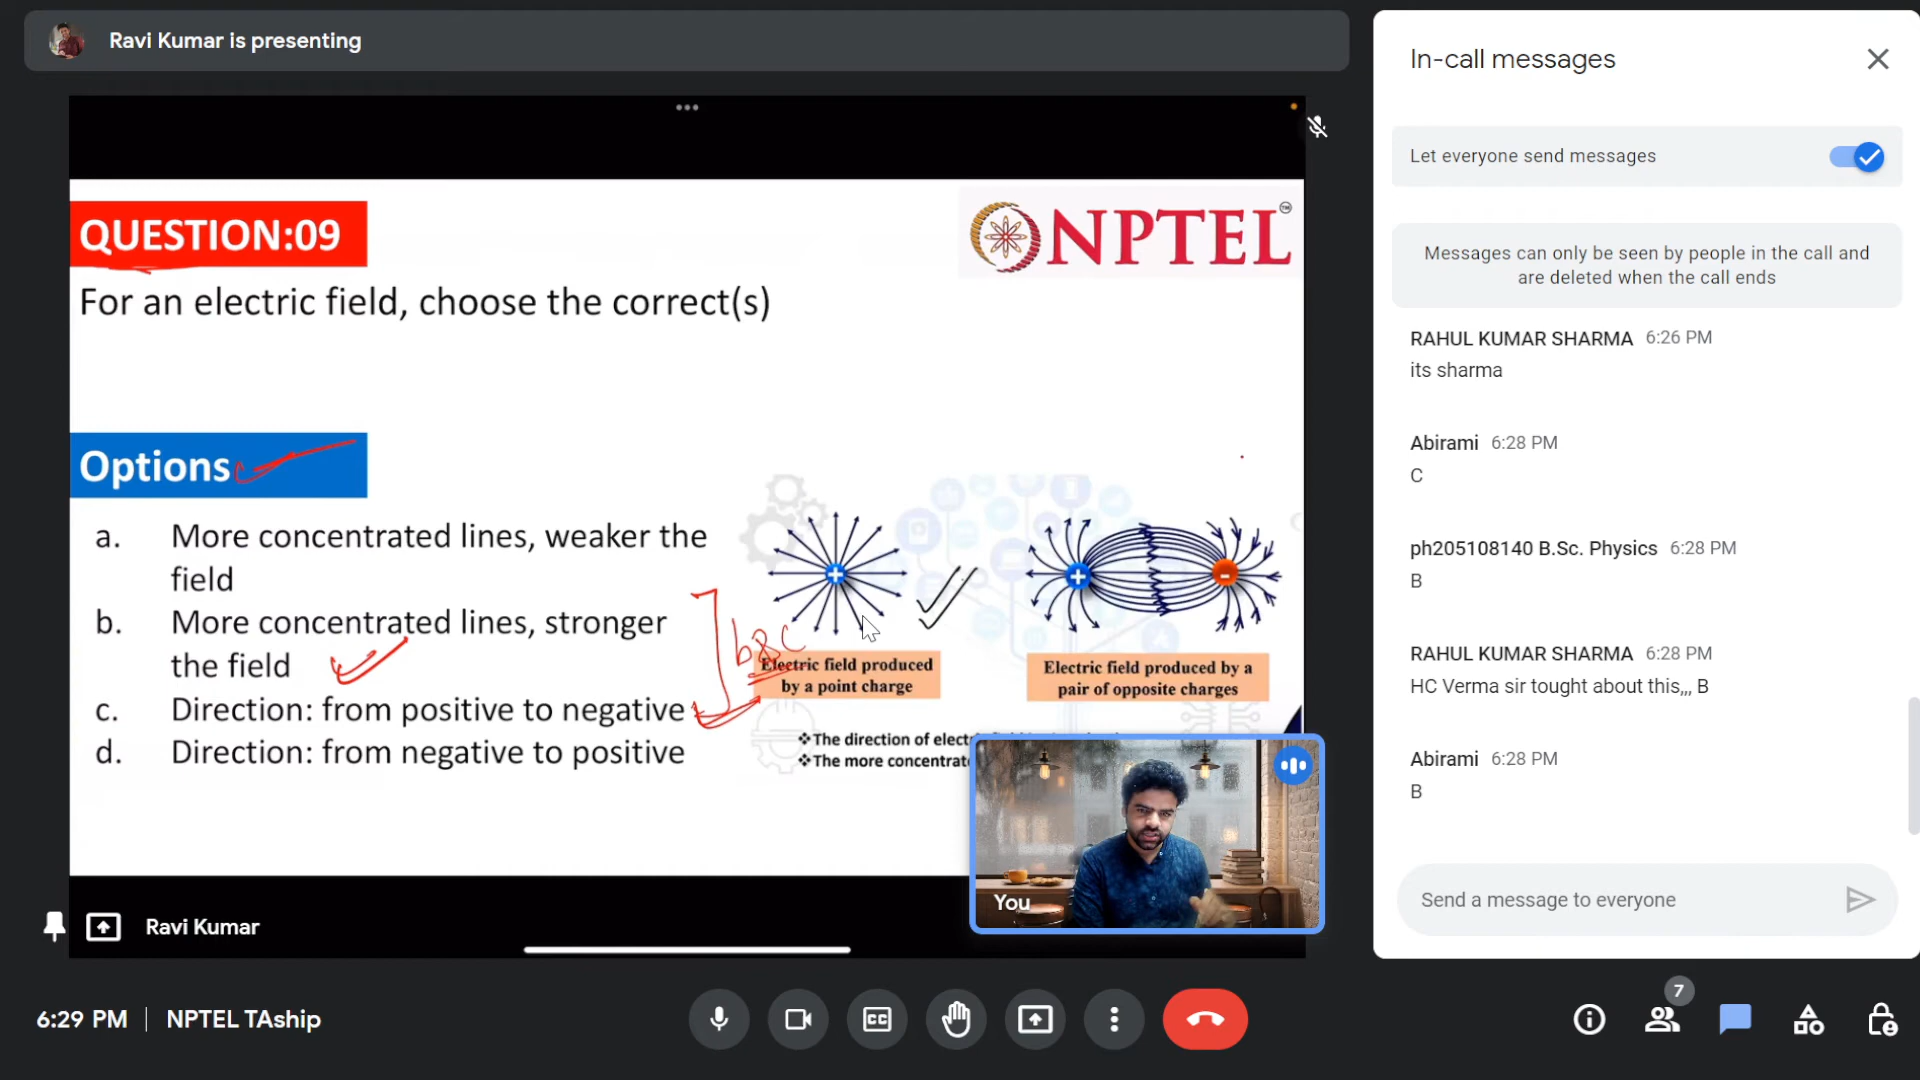 Ravi Kumar is presenting
QUESTION:09
NPTEL
For an electric field, choose the correct(s)
Options
a. More concentrated lines, weaker the
field
b. More concentrated lines, stronger
the field
c. Direction: from positive to negative
d. Direction: from negative to positive
b&c
+
+
-
Electric field produced
by a point charge
Electric field produced by a
pair of opposite charges
❖The direction of
❖The more
You
Ravi Kumar
6:29 PM | NPTEL TAship
CC
7
In-call messages
Let everyone send messages
Messages can only be seen by people in the call and
are deleted when the call ends
RAHUL KUMAR SHARMA 6:26 PM
its sharma
Abirami 6:28 PM
C
ph205108140 B.Sc. Physics 6:28 PM
B
RAHUL KUMAR SHARMA 6:28 PM
HC Verma sir tought about this,,, B
Abirami 6:28 PM
B
Send a message to everyone